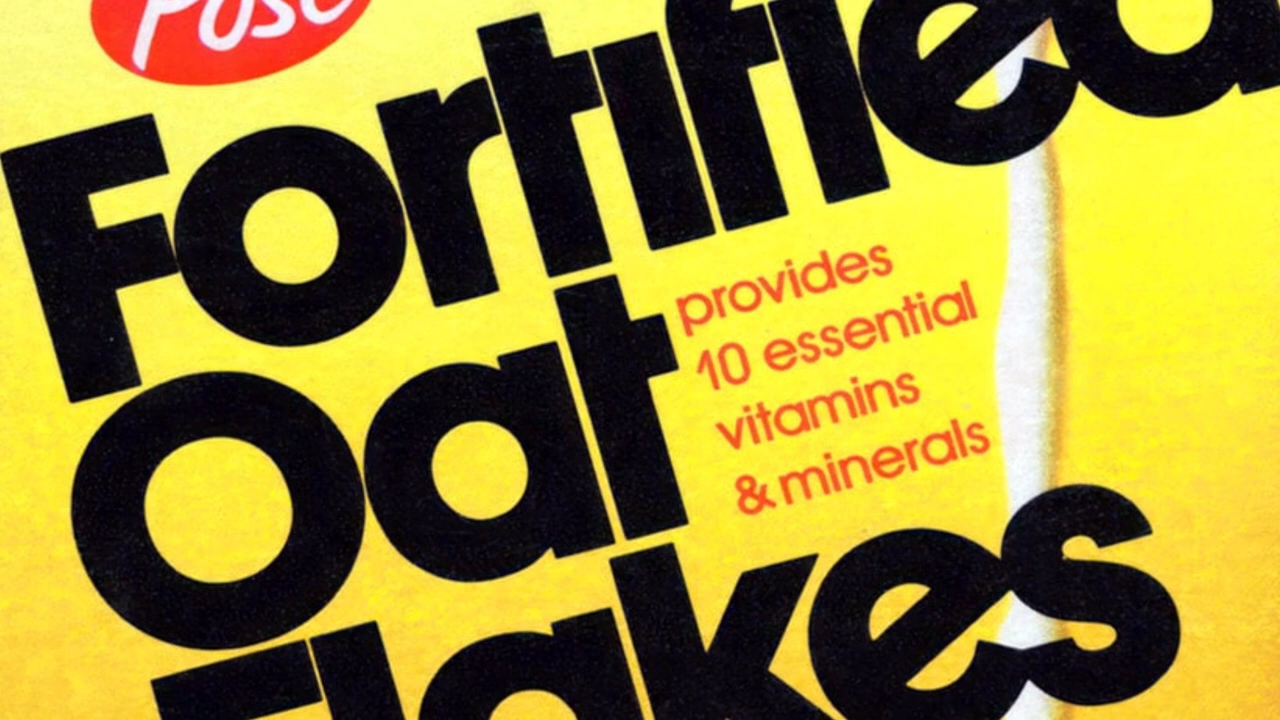 Post
Fortified
Oat
provides
10 essential
vitamins
& minerals
Flakes